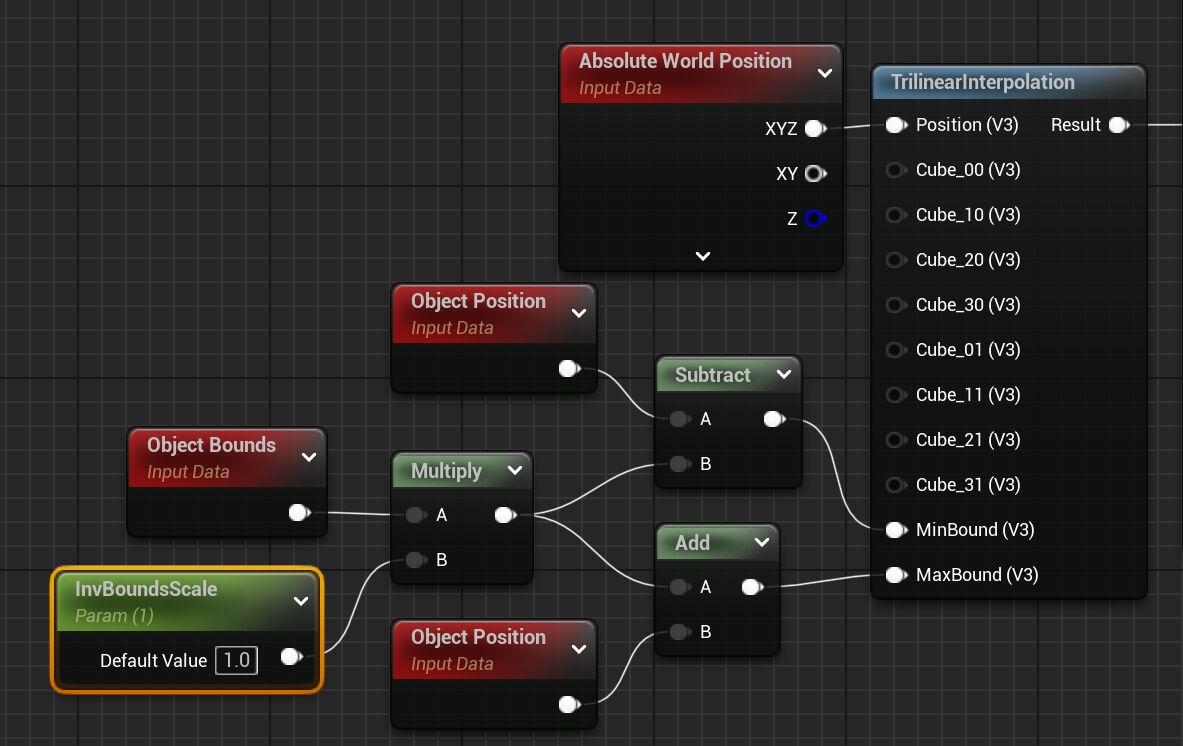 Absolute World Position
Input Data
XYZ
XY
Z
TrilinearInterpolation
Position (V3)
Result
Cube_00 (V3)
Cube_10 (V3)
Cube_20 (V3)
Cube_30 (V3)
Cube_01 (V3)
Cube_11 (V3)
Cube_21 (V3)
Cube_31 (V3)
MinBound (V3)
MaxBound (V3)
Object Position
Input Data
Subtract
A
B
Object Bounds
Input Data
Multiply
A
B
Add
A
B
InvBoundsScale
Param (1)
Default Value 1.0
Object Position
Input Data